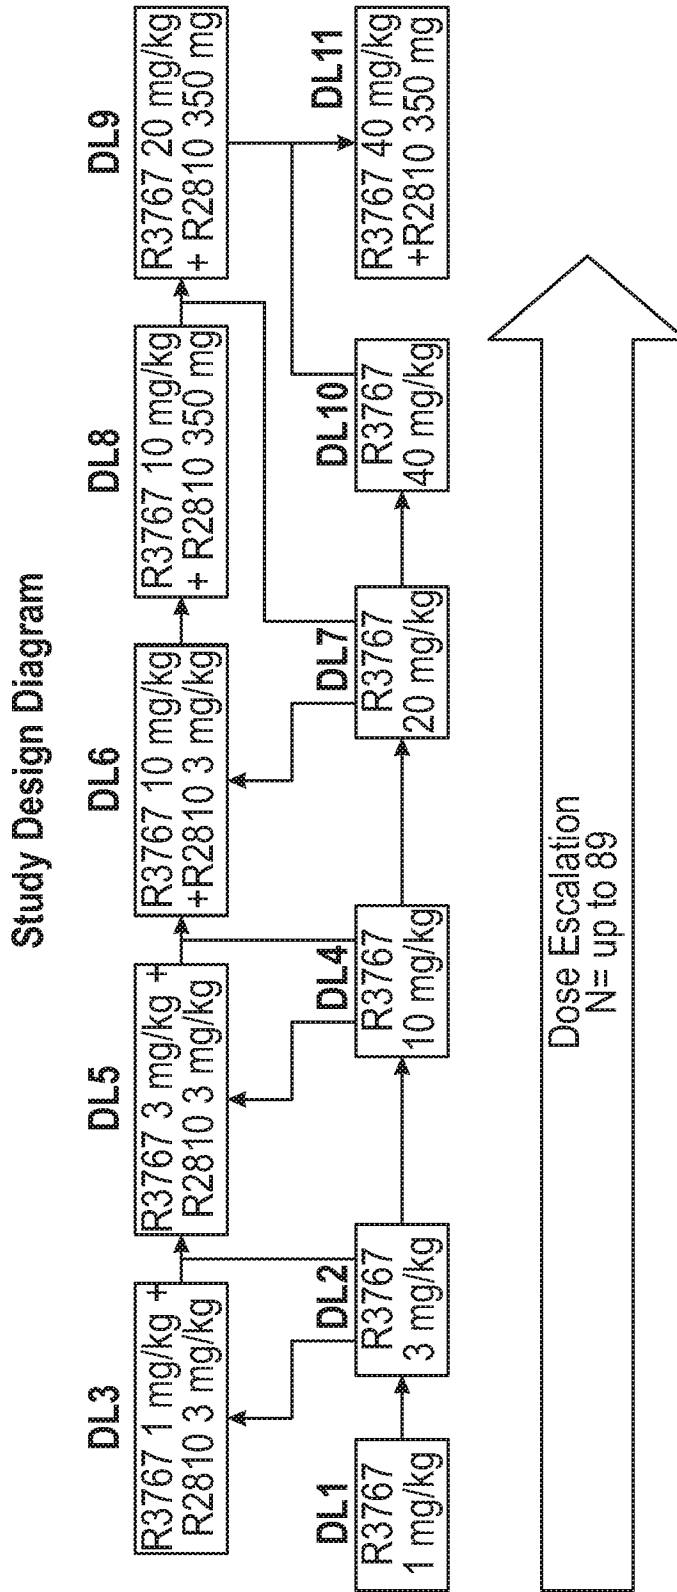 Study Design Diagram
DL3
R3767 1 mg/kg +
R2810 3 mg/kg
DL5
R3767 3 mg/kg +
R2810 3 mg/kg
DL6
R3767 10 mg/kg
+R2810 3 mg/kg
DL8
R3767 10 mg/kg
+ R2810 350 mg
DL9
R3767 20 mg/kg
+ R2810 350 mg
DL1
R3767
1 mg/kg
DL2
R3767
3 mg/kg
DL4
R3767
10 mg/kg
DL7
R3767
20 mg/kg
DL10
R3767
40 mg/kg
DL11
R3767 40 mg/kg
+R2810 350 mg
Dose Escalation
N= up to 89